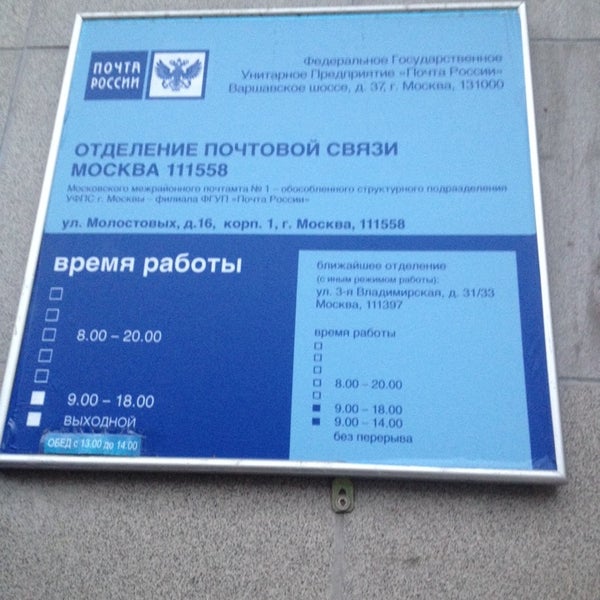 ПОЧТА
РОССИИ
Федеральное Государственное
Унитарное Предприятие «Почта России»
Варшавское шоссе, д. 37, г. Москва, 131000
ОТДЕЛЕНИЕ ПОЧТОВОЙ СВЯЗИ
МОСКВА 111558
Московского межрайонного почтамта № 1 – обособленного структурного подразделения
УФПС г. Москвы – филиала ФГУП «Почта России»
ул. Молостовых, д.16, корп. 1, г. Москва, 111558
время работы
8.00 – 20.00
9.00 – 18.00
ВЫХОДНОЙ
ОБЕД с 13.00 до 14.00
ближайшее отделение
(с иным режимом работы):
ул. 3-я Владимирская, д. 31/33
Москва, 111397
время работы
8.00 – 20.00
9.00 – 18.00
9.00 – 14.00
без перерыва